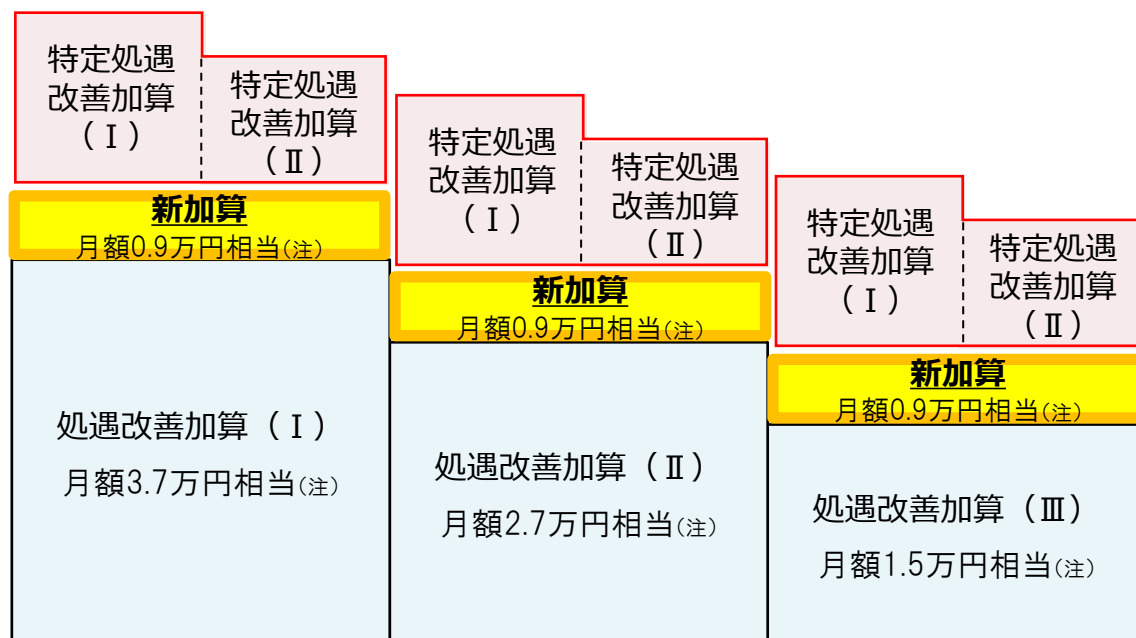 特定処遇
改善加算
（Ⅰ）
特定処遇
改善加算
（Ⅱ）
新加算
月額0.9万円相当(注)
処遇改善加算（Ⅰ）
月額3.7万円相当(注)
特定処遇
改善加算
（Ⅰ）
特定処遇
改善加算
（Ⅱ）
新加算
月額0.9万円相当(注)
処遇改善加算（Ⅱ）
月額2.7万円相当(注)
特定処遇
改善加算
（Ⅰ）
特定処遇
改善加算
（Ⅱ）
新加算
月額0.9万円相当(注)
処遇改善加算（Ⅲ）
月額1.5万円相当(注)